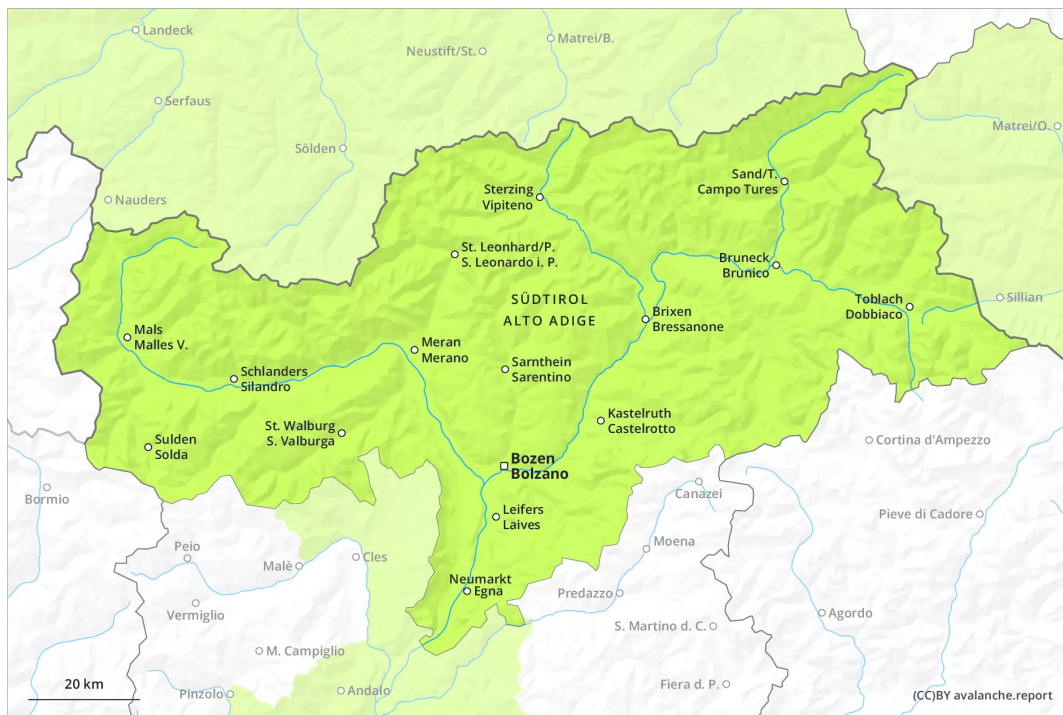 Landeck
Matrei/B.
Neustift/St.
Serfaus
Matrei/O.
Sölden
Sand/T.
Campo Tures
Sterzing
Vipiteno
Nauders
St. Leonhard/P.
S. Leonardo i. P.
Bruneck
Brunico
SÜDTIROL
ALTO ADIGE
Toblach
Dobbiaco
Sillian
Brixen
Bressanone
Mals
Malles V.
Meran
Merano
Sarnthein
Sarentino
Schlanders
Silandro
Kastelruth
Castelrotto
St. Walburg
S. Valburga
Sulden
Solda
Cortina d'Ampezzo
Bozen
Bolzano
Bormio
Canazei
Leifers
Laives
Pieve di Cadore
Moena
Peio
Malè
Cles
Neumarkt
Egna
Predazzo
Vermiglio
Agordo
S. Martino d. C.
M. Campiglio
20 km
Pinzolo
Andalo
Fiera d. P.
(CC)BY avalanche.report